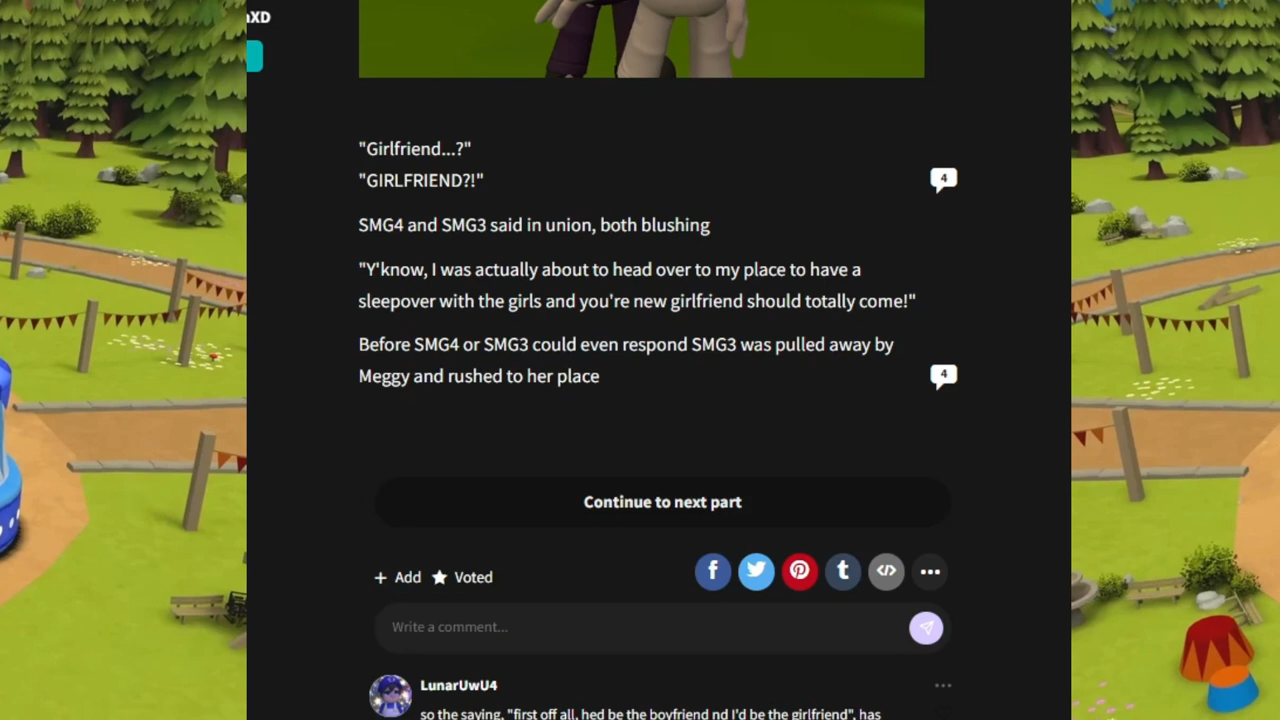 XD
"Girlfriend...?"
"GIRLFRIEND?!"
4
SMG4 and SMG3 said in union, both blushing
"Y'know, I was actually about to head over to my place to have a
sleepover with the girls and you're new girlfriend should totally come!"
Before SMG4 or SMG3 could even respond SMG3 was pulled away by
Meggy and rushed to her place
4
Continue to next part
+ Add ★ Voted
Write a comment...
LunarUwU4
so the saying, "first off all, hed be the boyfriend nd I'd be the girlfriend", has